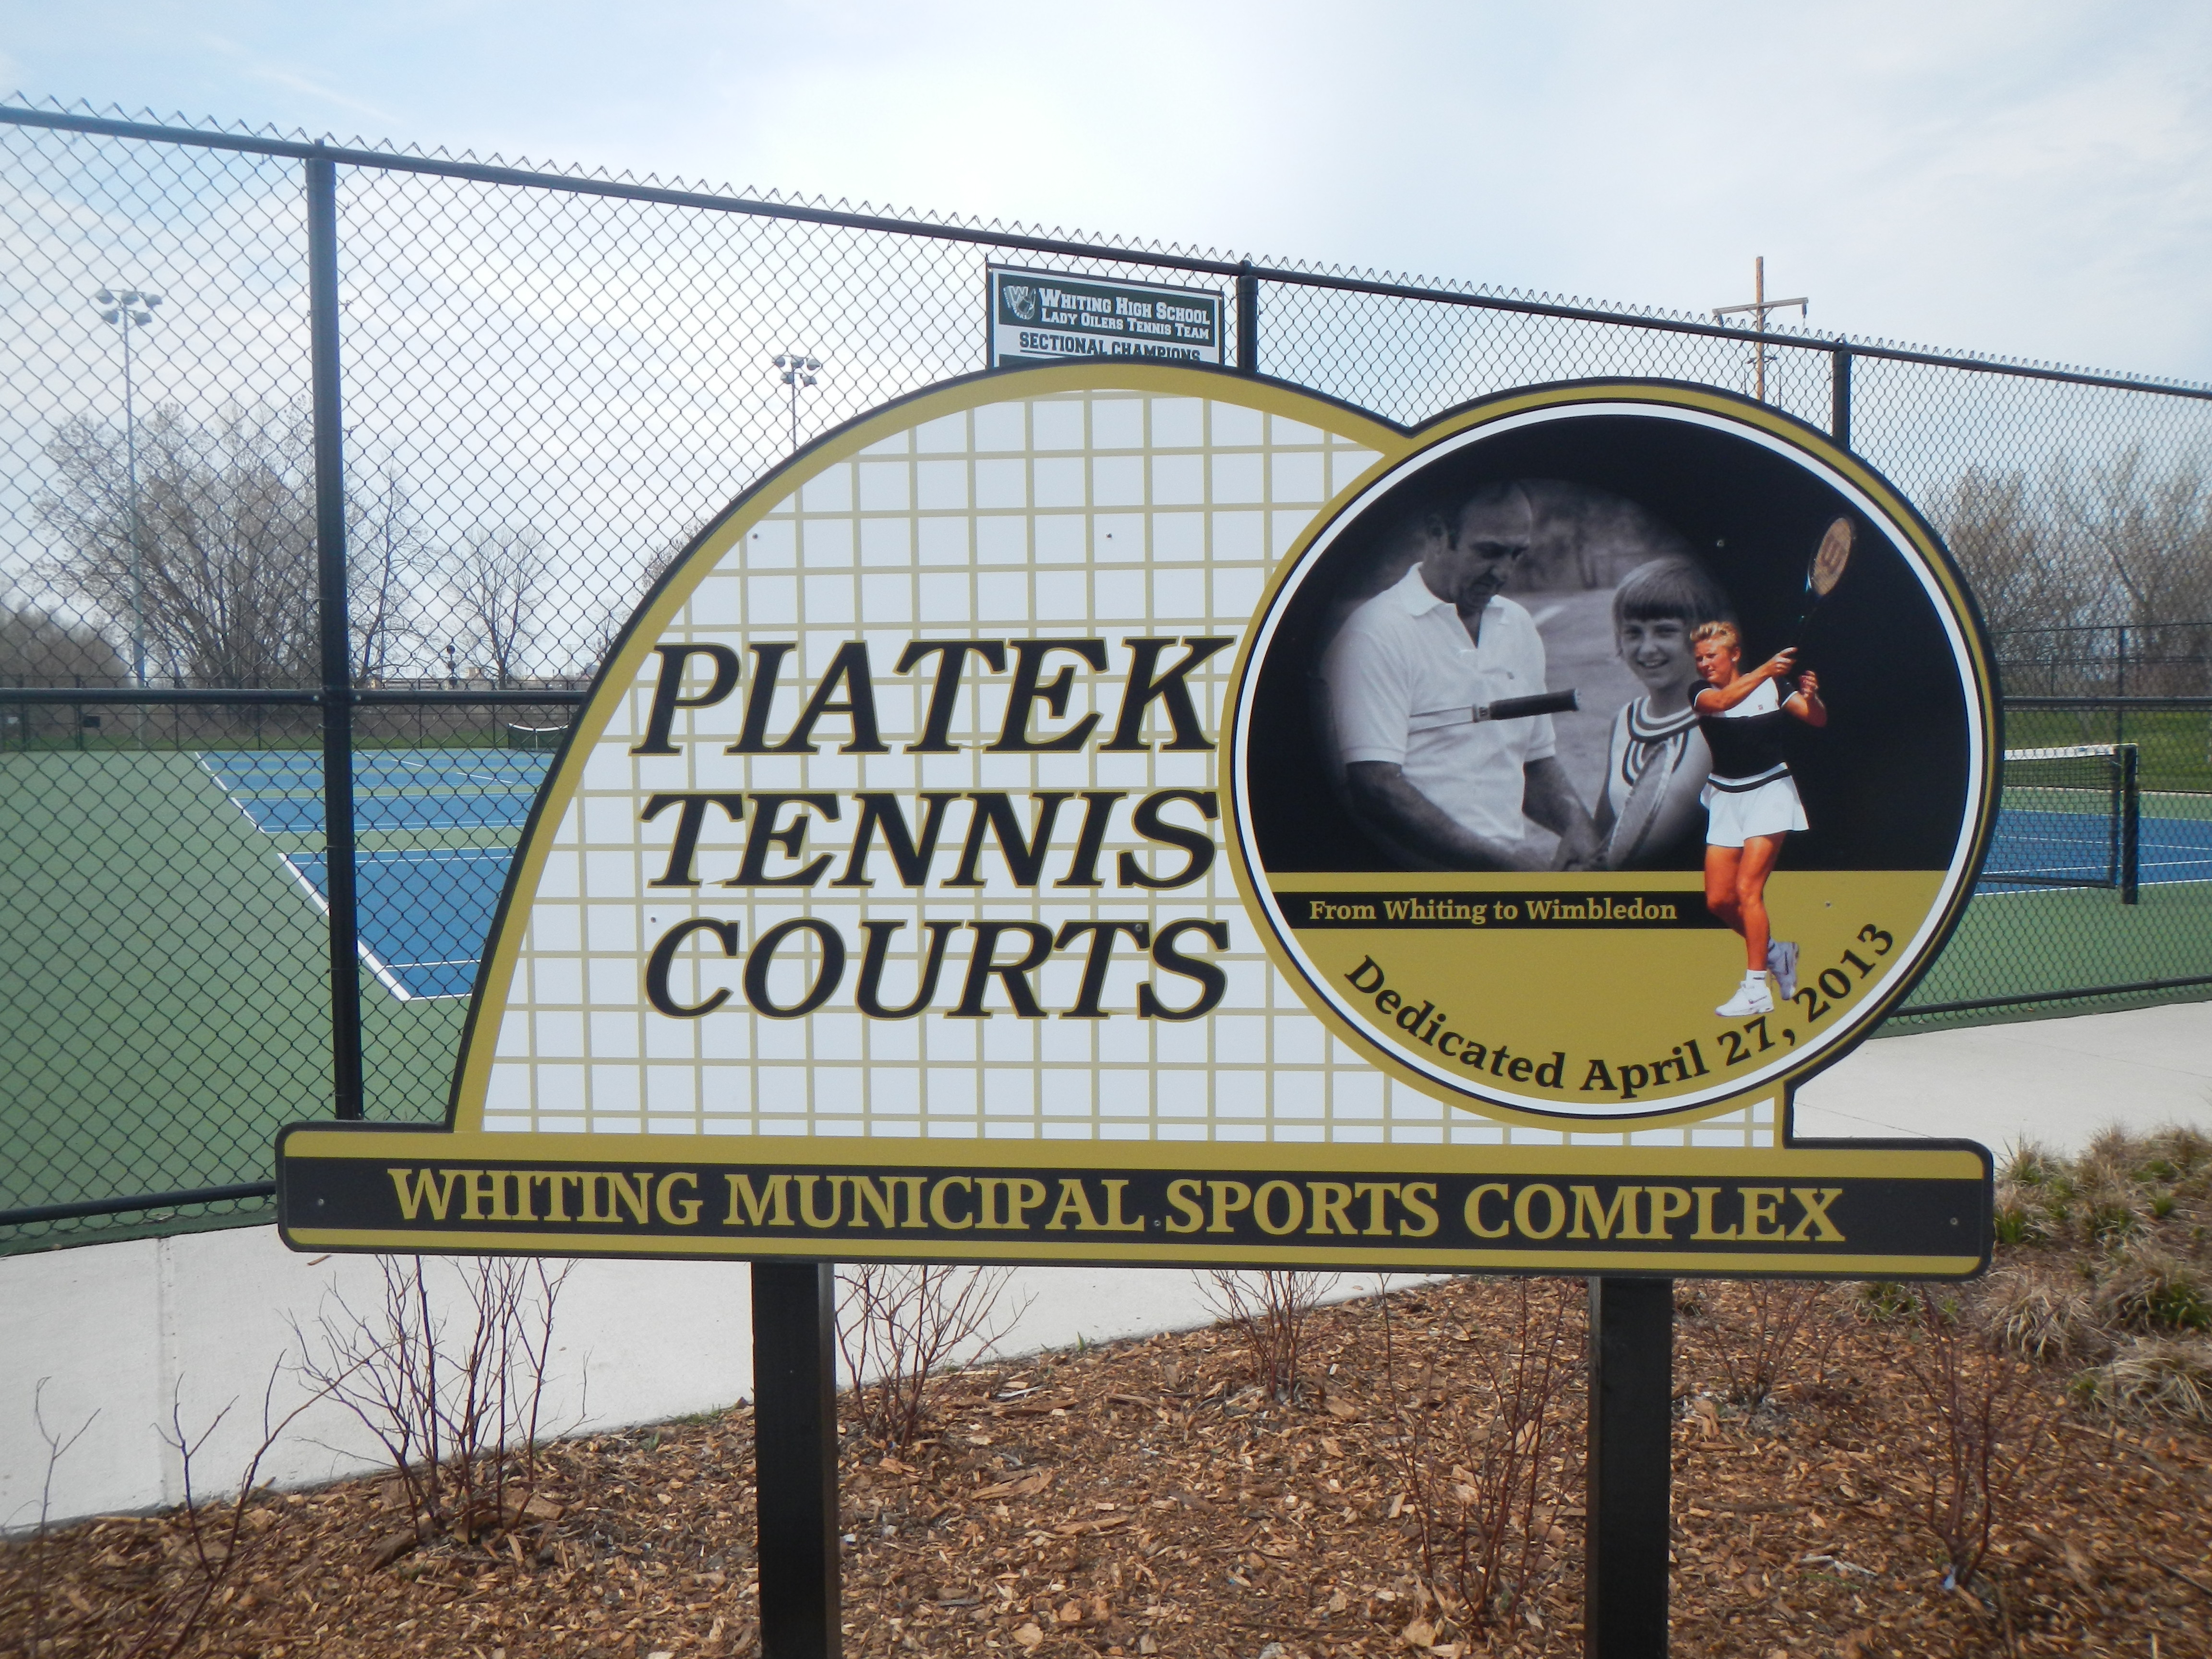 WHITING HIGH SCHOOL
LADY OILERS TENNIS TEAM
SECTIONAL CHAMPIONS
PIATEK
TENNIS
COURTS
From Whiting to Wimbledon
Dedicated April 27, 2013
WHITING MUNICIPAL SPORTS COMPLEX